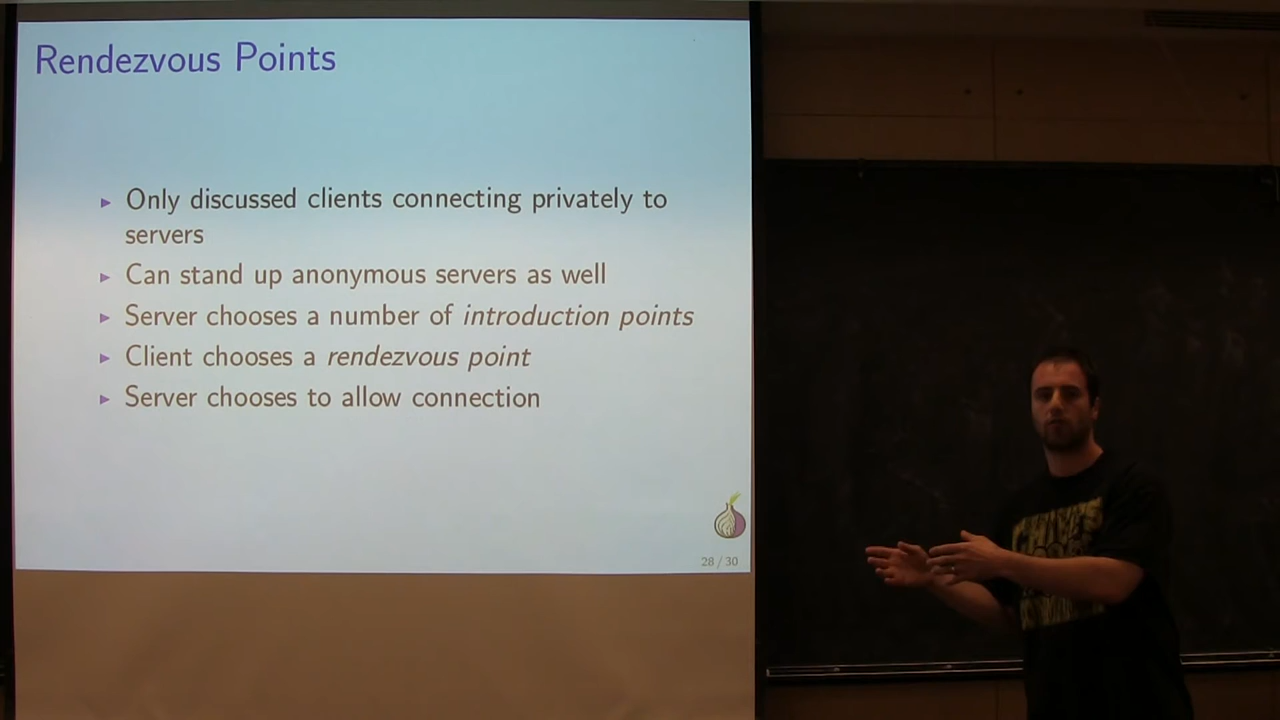 Rendezvous Points
Only discussed clients connecting privately to
servers
Can stand up anonymous servers as well
Server chooses a number of introduction points
Client chooses a rendezvous point
Server chooses to allow connection
28 / 30